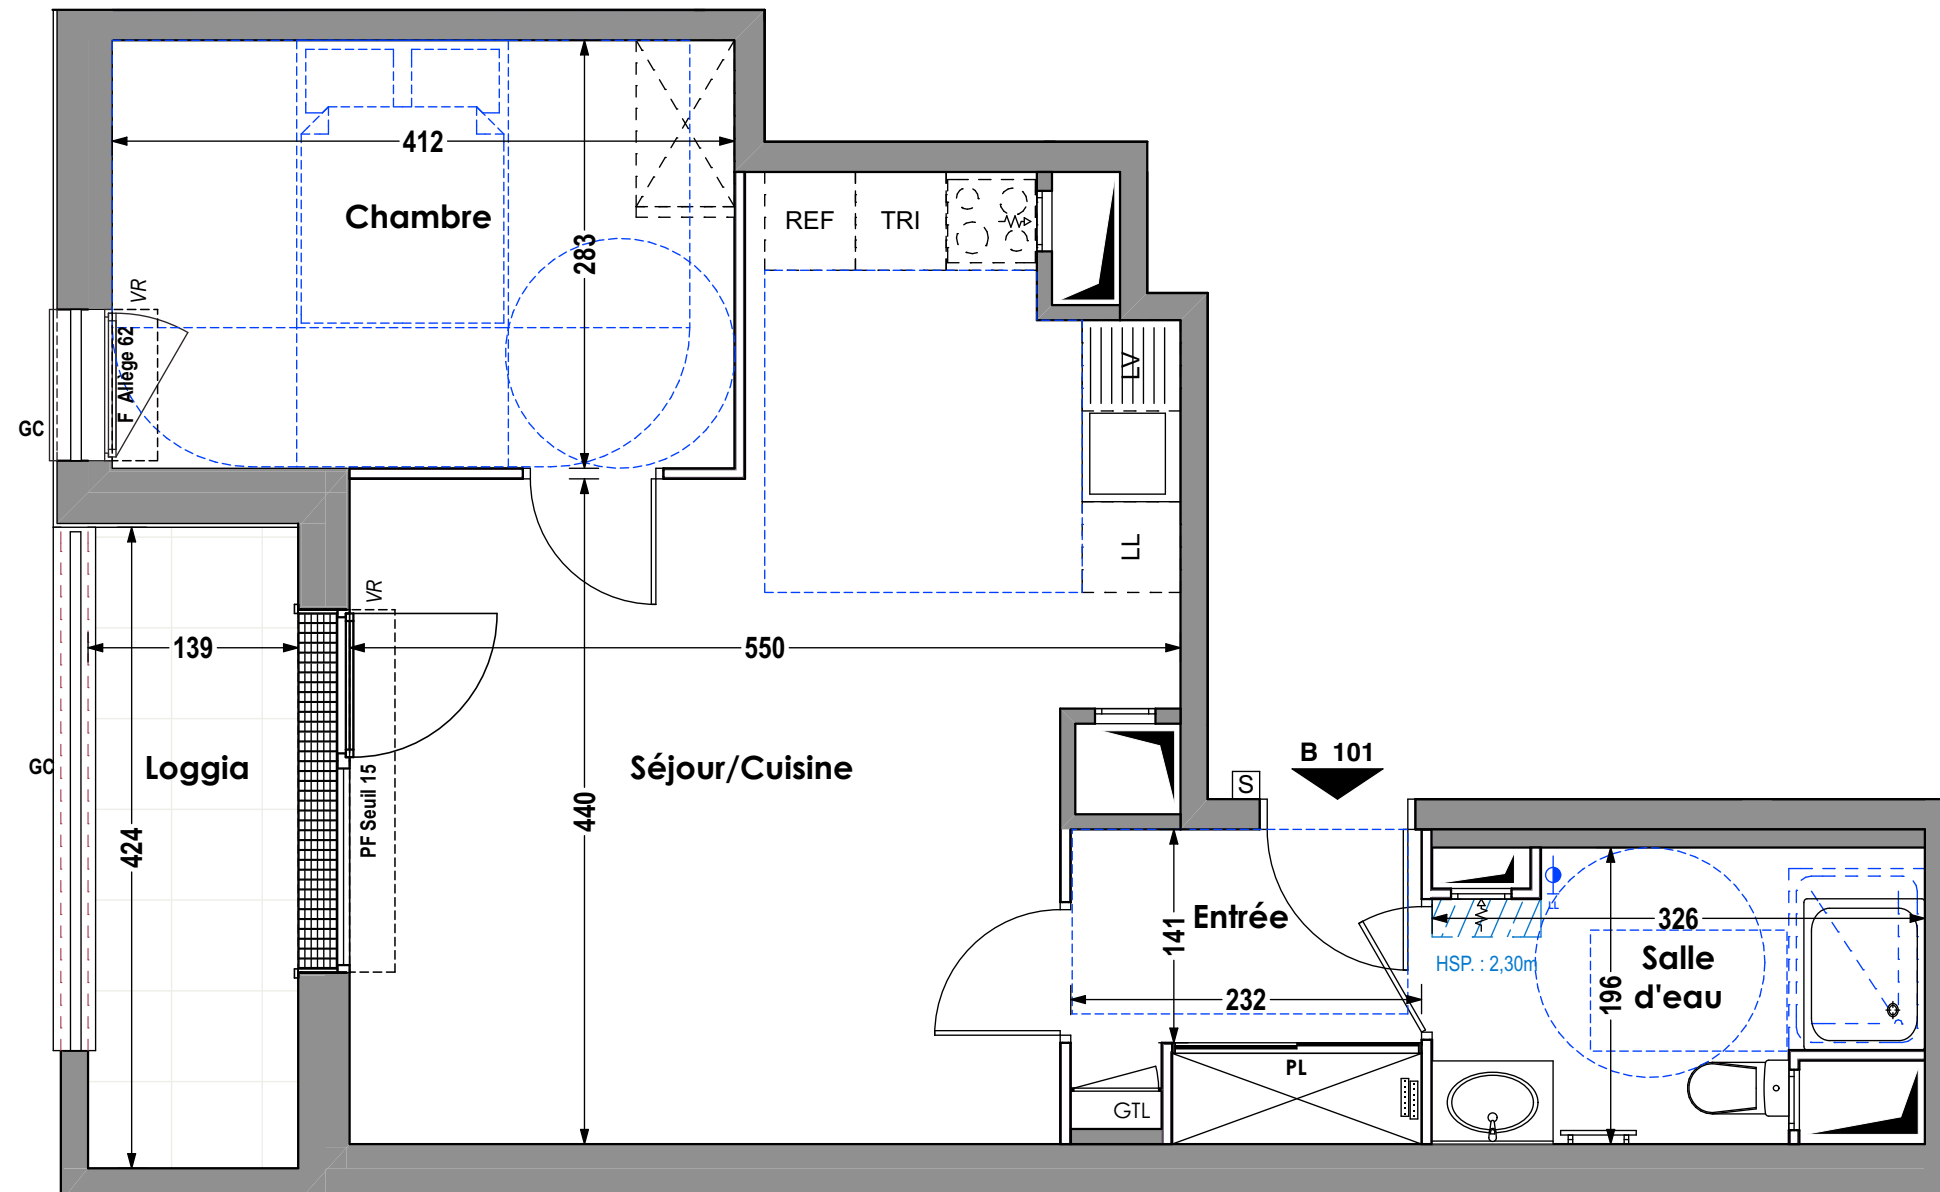 412
Chambre
283
REF
TRI
VR
F Allège 62
GC
LV
LL
VR
139
550
GC
Loggia
Séjour/Cuisine
B 101
S
PF Seuil 15
440
424
141
Entrée
326
HSP. : 2,30m
Salle
d'eau
196
232
PL
GTL